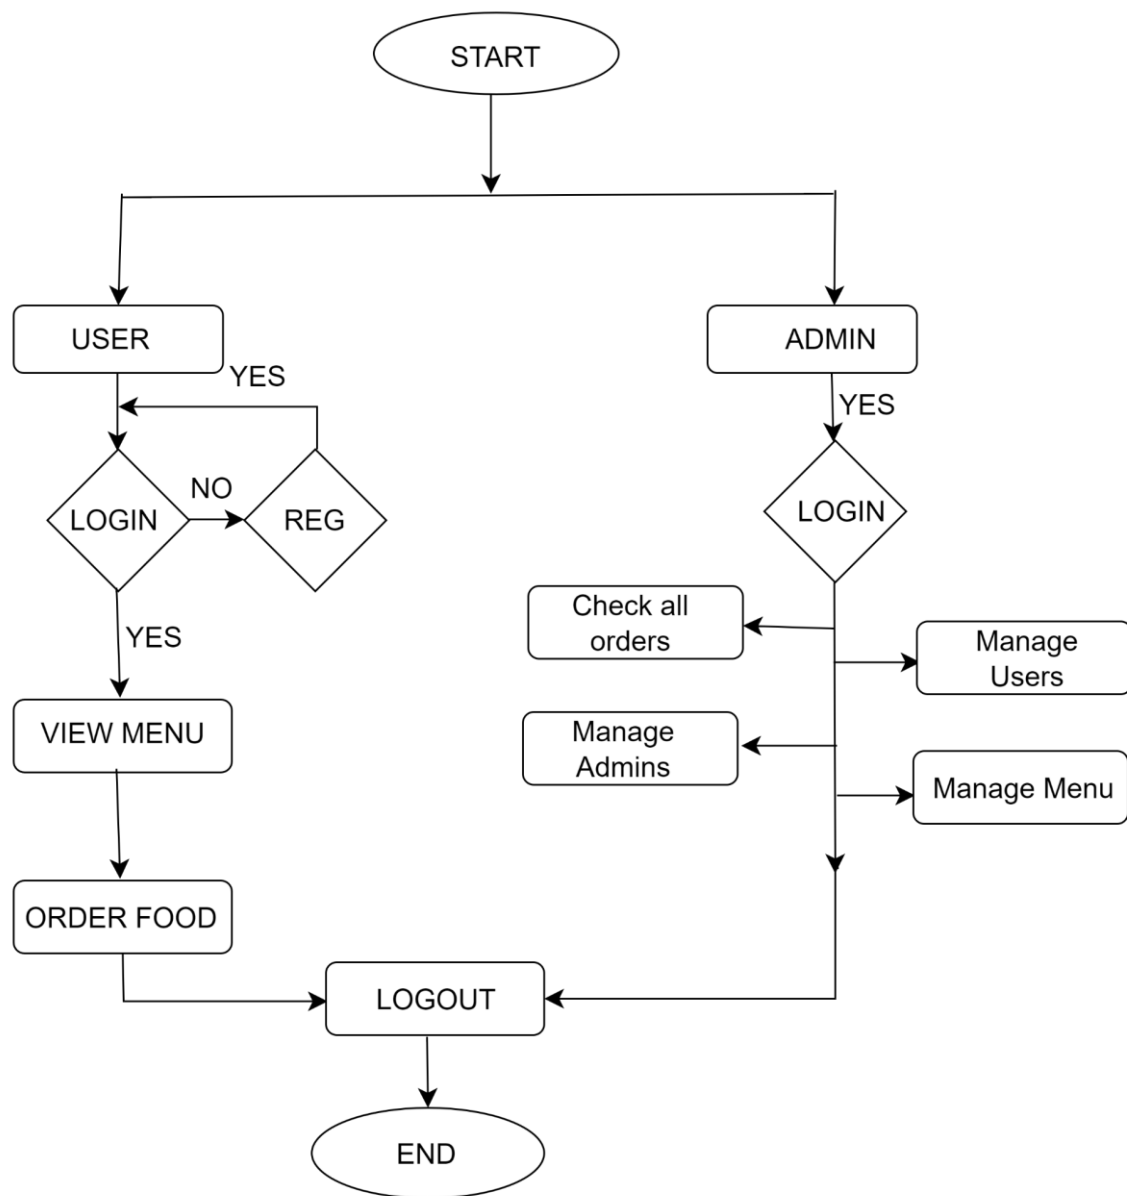 START
USER
ADMIN
YES
YES
LOGIN
NO
REG
LOGIN
Check all
orders
YES
Manage
Users
VIEW MENU
Manage
Admins
Manage Menu
ORDER FOOD
LOGOUT
END